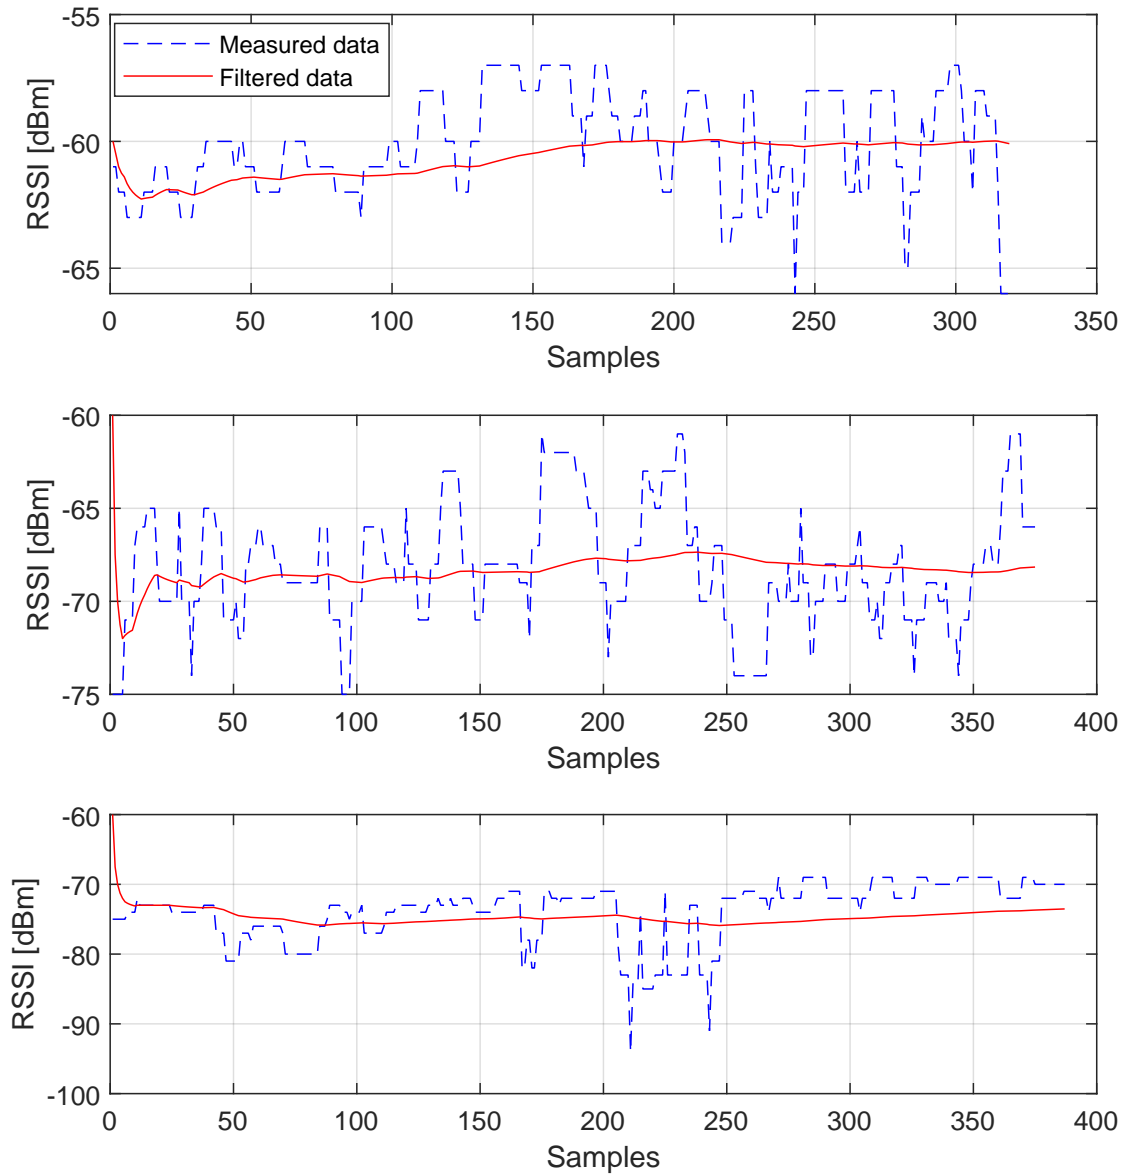 -55
Measured data
Filtered data
-60
-65
RSSI [dBm]
0 50 100 150 200 250 300 350
Samples
-60
-65
-70
-75
RSSI [dBm]
0 50 100 150 200 250 300 350 400
Samples
-60
-70
-80
-90
-100
RSSI [dBm]
0 50 100 150 200 250 300 350 400
Samples